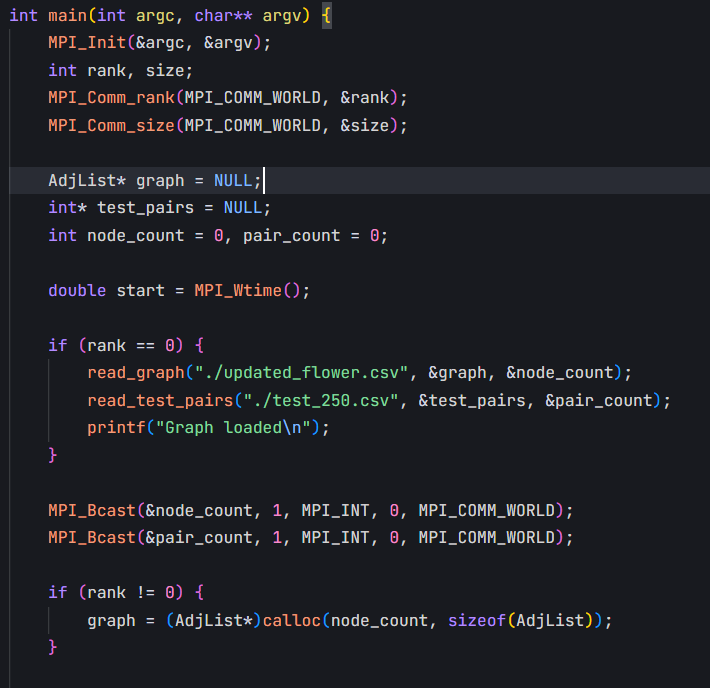 int main(int argc, char** argv) {
    MPI_Init(&argc, &argv);
    int rank, size;
    MPI_Comm_rank(MPI_COMM_WORLD, &rank);
    MPI_Comm_size(MPI_COMM_WORLD, &size);
    AdjList* graph = NULL;
    int* test_pairs = NULL;
    int node_count = 0, pair_count = 0;
    double start = MPI_Wtime();
    if (rank == 0) {
        read_graph("./updated_flower.csv", &graph, &node_count);
        read_test_pairs("./test_250.csv", &test_pairs, &pair_count);
        printf("Graph loaded\n");
    }
    MPI_Bcast(&node_count, 1, MPI_INT, 0, MPI_COMM_WORLD);
    MPI_Bcast(&pair_count, 1, MPI_INT, 0, MPI_COMM_WORLD);
    if (rank != 0) {
        graph = (AdjList*)calloc(node_count, sizeof(AdjList));
    }